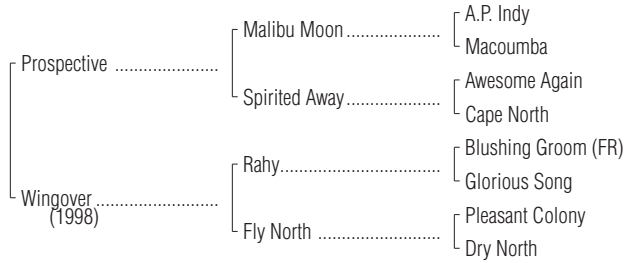 A.P. Indy
Malibu Moon ....................
Macoumba
Prospective ......................
Awesome Again
Spirited Away....................
Cape North
Blushing Groom (FR)
Rahy..................................
Glorious Song
Wingover ..........................
(1998)
Pleasant Colony
Fly North ..........................
Dry North